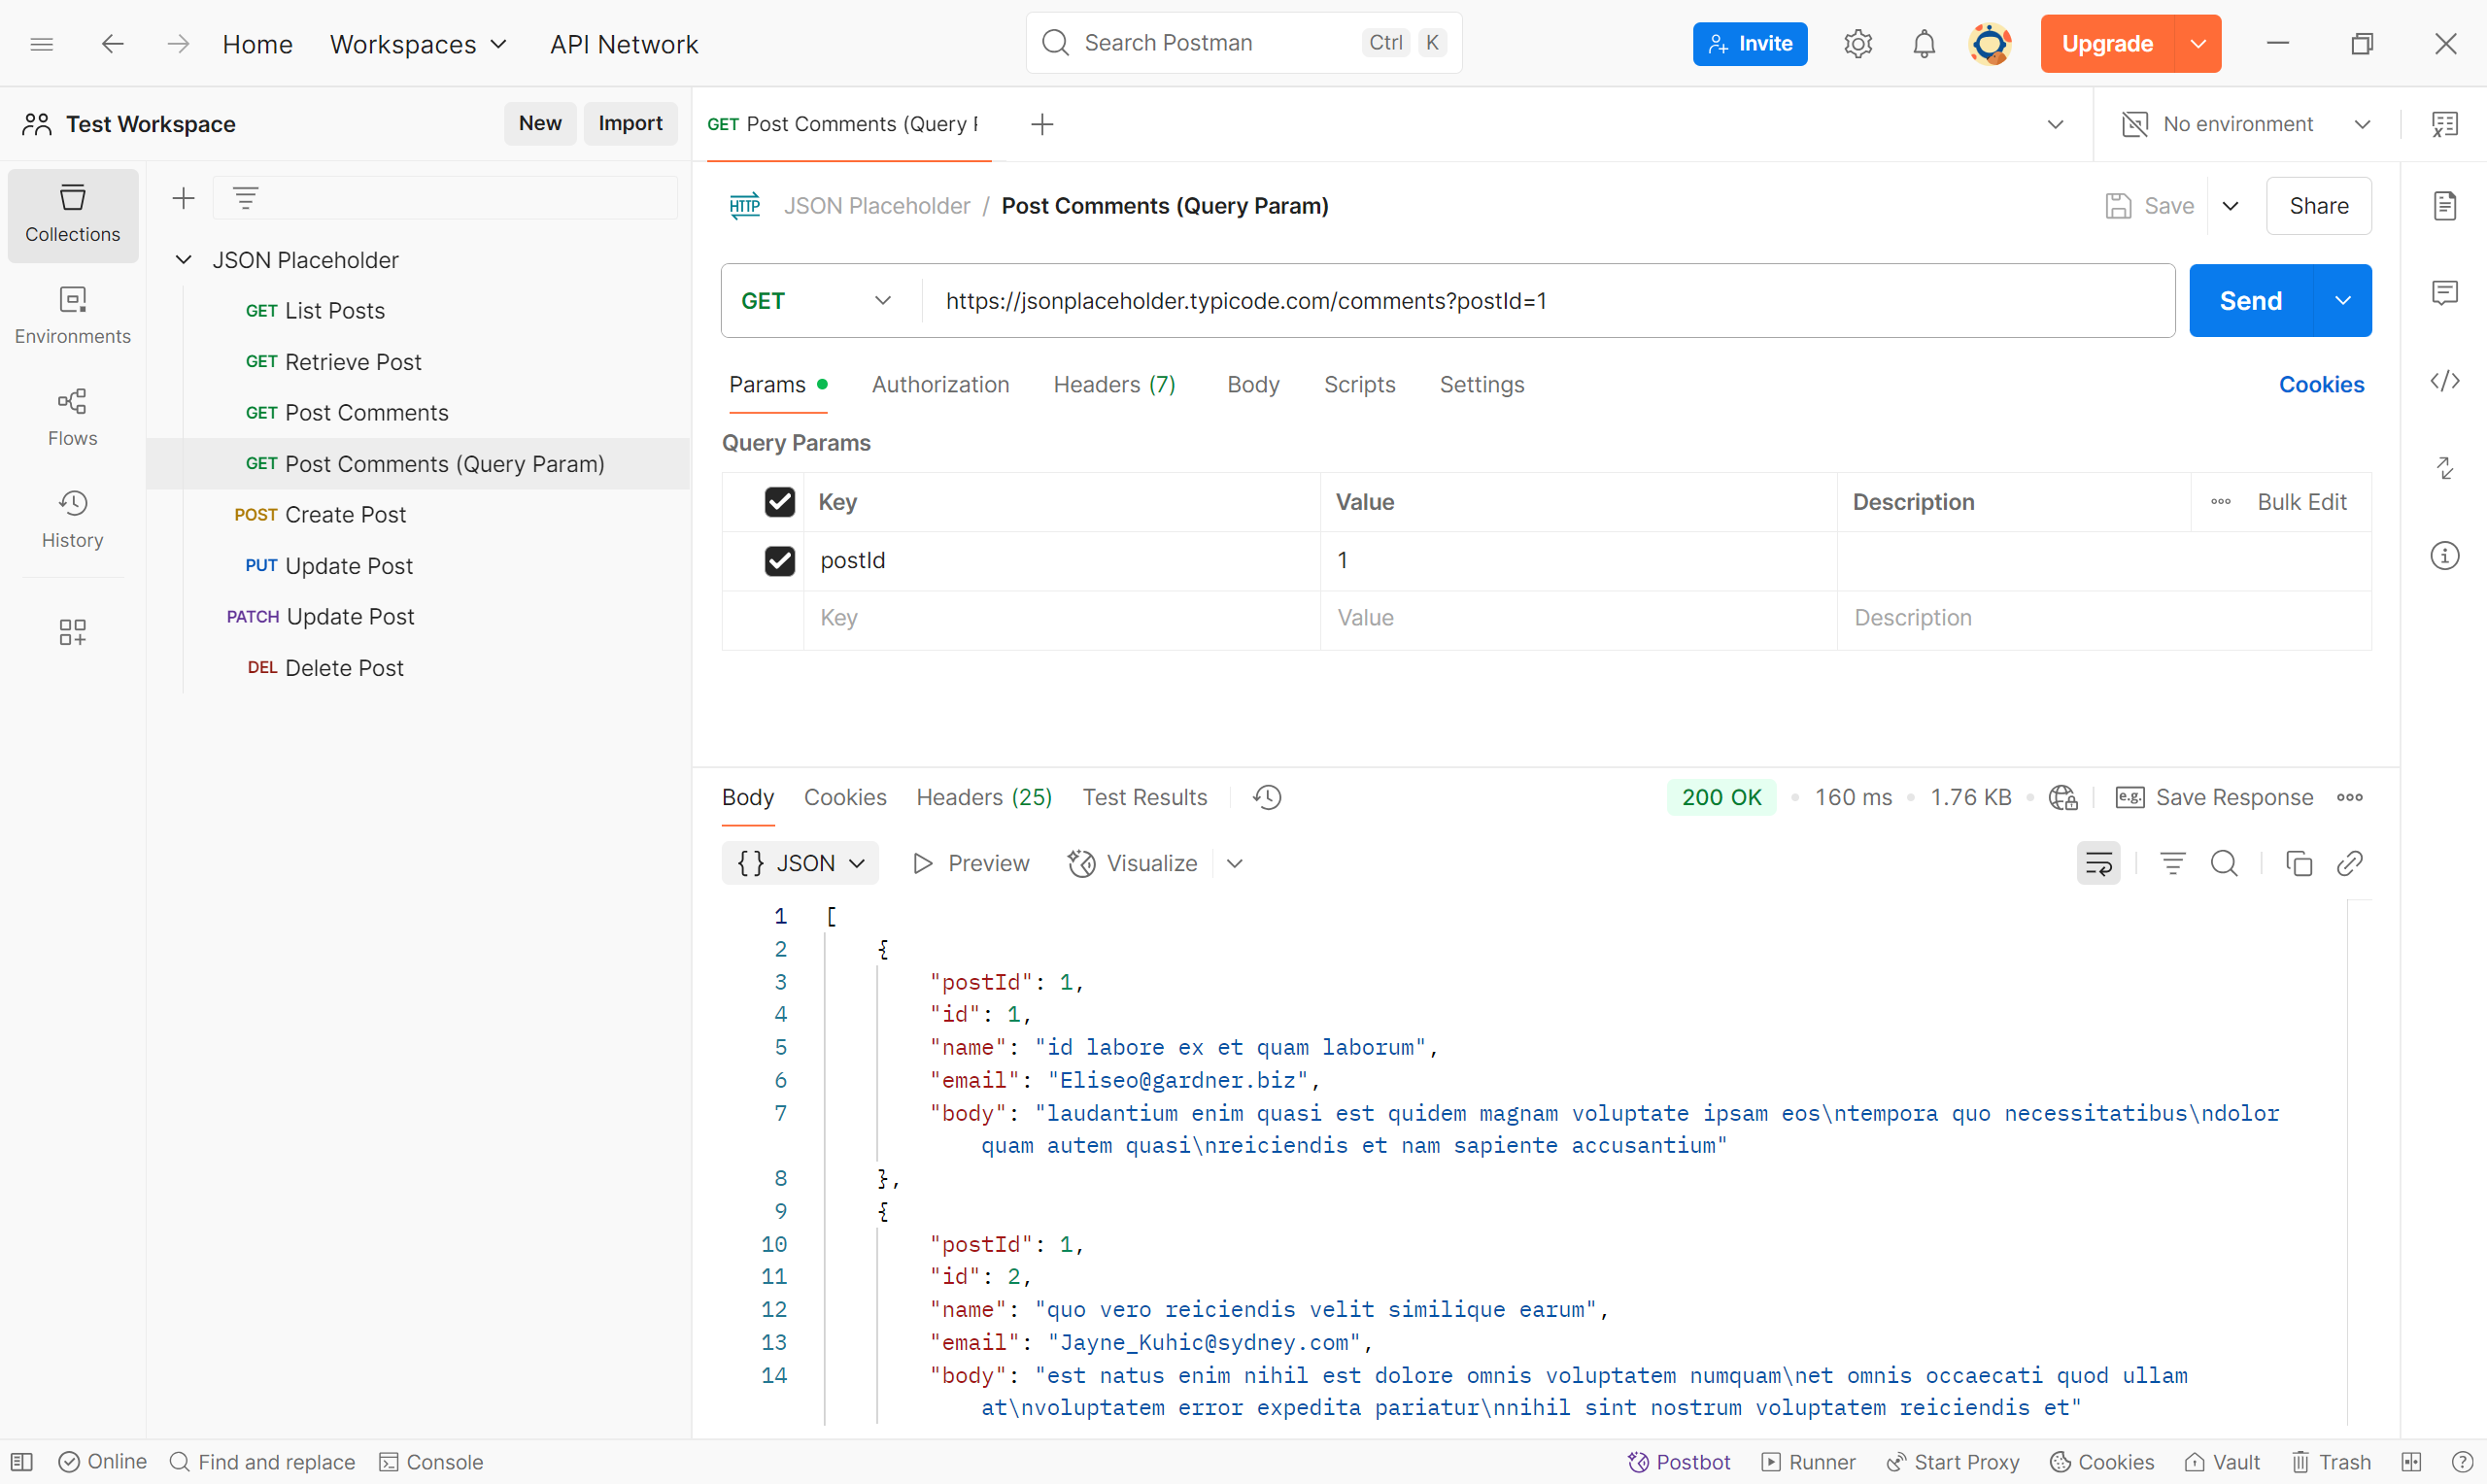 Home Workspaces API Network Search Postman Ctrl K Invite Upgrade
Test Workspace New Import GET Post Comments (Query P No environment
Collections
Environments
Flows
History
JSON Placeholder
GET List Posts
GET Retrieve Post
GET Post Comments
GET Post Comments (Query Param)
POST Create Post
PUT Update Post
PATCH Update Post
DEL Delete Post
HTTP JSON Placeholder / Post Comments (Query Param) Save Share
GET https://jsonplaceholder.typicode.com/comments?postId=1 Send
Params Authorization Headers (7) Body Scripts Settings Cookies
Query Params
Key Value Description Bulk Edit
postId 1
Key Value Description
Body Cookies Headers (25) Test Results 200 OK 160 ms 1.76 KB e.g. Save Response
{} JSON Preview Visualize
1 [
2 {
3 "postId": 1,
4 "id": 1,
5 "name": "id labore ex et quam laborum",
6 "email": "Eliseo@gardner.biz",
7 "body": "laudantium enim quasi est quidem magnam voluptate ipsam eos\ntempora quo necessitatibus\ndolor
quam autem quasi\nreiciendis et nam sapiente accusantium"
8 },
9 {
10 "postId": 1,
11 "id": 2,
12 "name": "quo vero reiciendis velit similique earum",
13 "email": "Jayne_Kuhic@sydney.com",
14 "body": "est natus enim nihil est dolore omnis voluptatem numquam\net omnis occaecati quod ullam
at\nvoluptatem error expedita pariatur\nnihil sint nostrum voluptatem reiciendis et"
Online Find and replace Console Postbot Runner Start Proxy Cookies Vault Trash